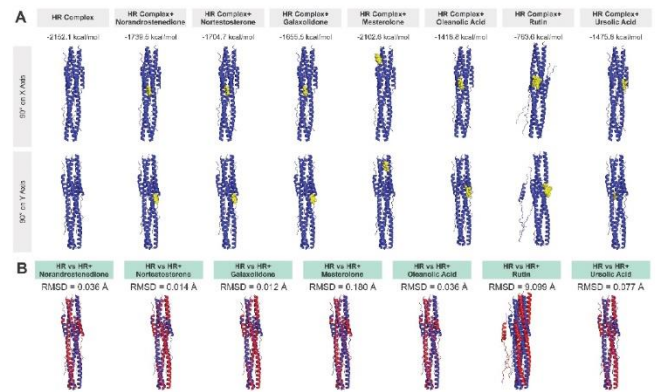 A
HR Complex
HR Complex+ Norandrostenedione
HR Complex+ Nortestosterone
HR Complex+ Galaxolidone
HR Complex+ Mesterolone
HR Complex+ Oleanolic Acid
HR Complex+ Rutin
HR Complex+ Ursolic Acid
-2152.1 kcal/mol
-1739.5 kcal/mol
-1704.7 kcal/mol
-1655.5 kcal/mol
-2102.6 kcal/mol
-1418.8 kcal/mol
-763.6 kcal/mol
-1475.8 kcal/mol
90° on X Axis
90° on Y Axis
B
HR vs HR+ Norandrostenedione
HR vs HR+ Nortestosterone
HR vs HR+ Galaxolidone
HR vs HR+ Mesterolone
HR vs HR+ Oleanolic Acid
HR vs HR+ Rutin
HR vs HR+ Ursolic Acid
RMSD = 0.036 Å
RMSD = 0.014 Å
RMSD = 0.012 Å
RMSD = 0.180 Å
RMSD = 0.036 Å
RMSD = 9.099 Å
RMSD = 0.077 Å